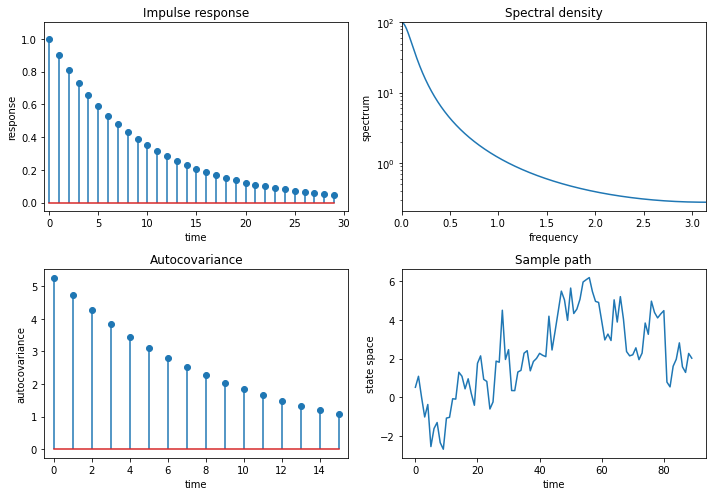 Impulse response
1.0
0.8
0.6
0.4
0.2
0.0
response
0 5 10 15 20 25 30
time
Spectral density
10²
10¹
10⁰
spectrum
0.0 0.5 1.0 1.5 2.0 2.5 3.0
frequency
Autocovariance
5
4
3
2
1
0
autocovariance
0 2 4 6 8 10 12 14
time
Sample path
6
4
2
0
−2
state space
0 20 40 60 80
time